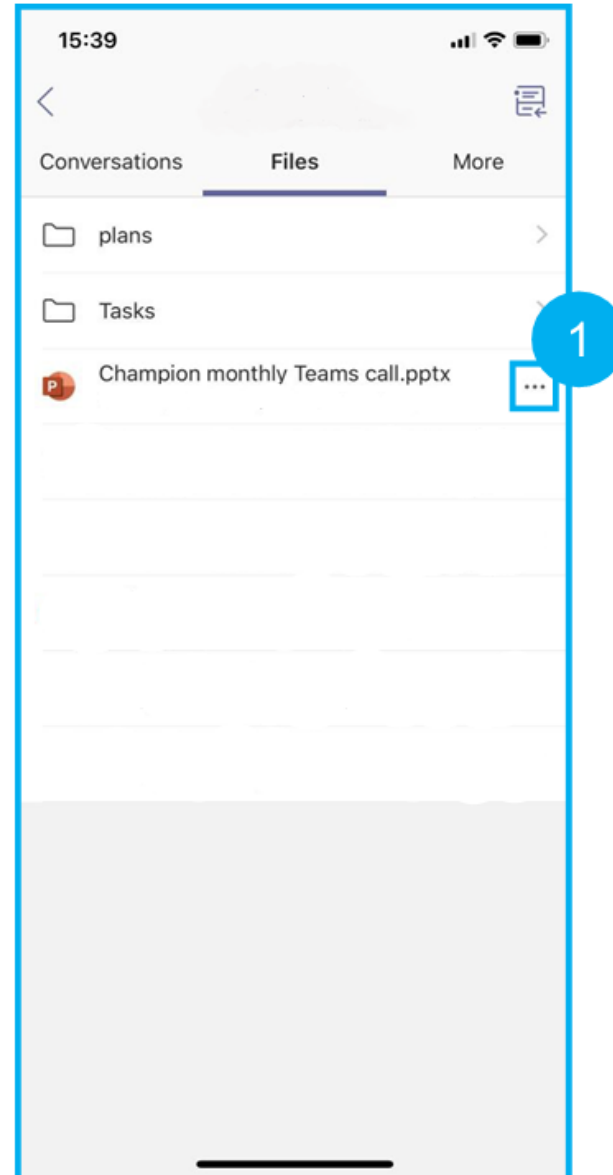 15:39
Conversations Files More
plans
Tasks
1
Champion monthly Teams call.pptx
P